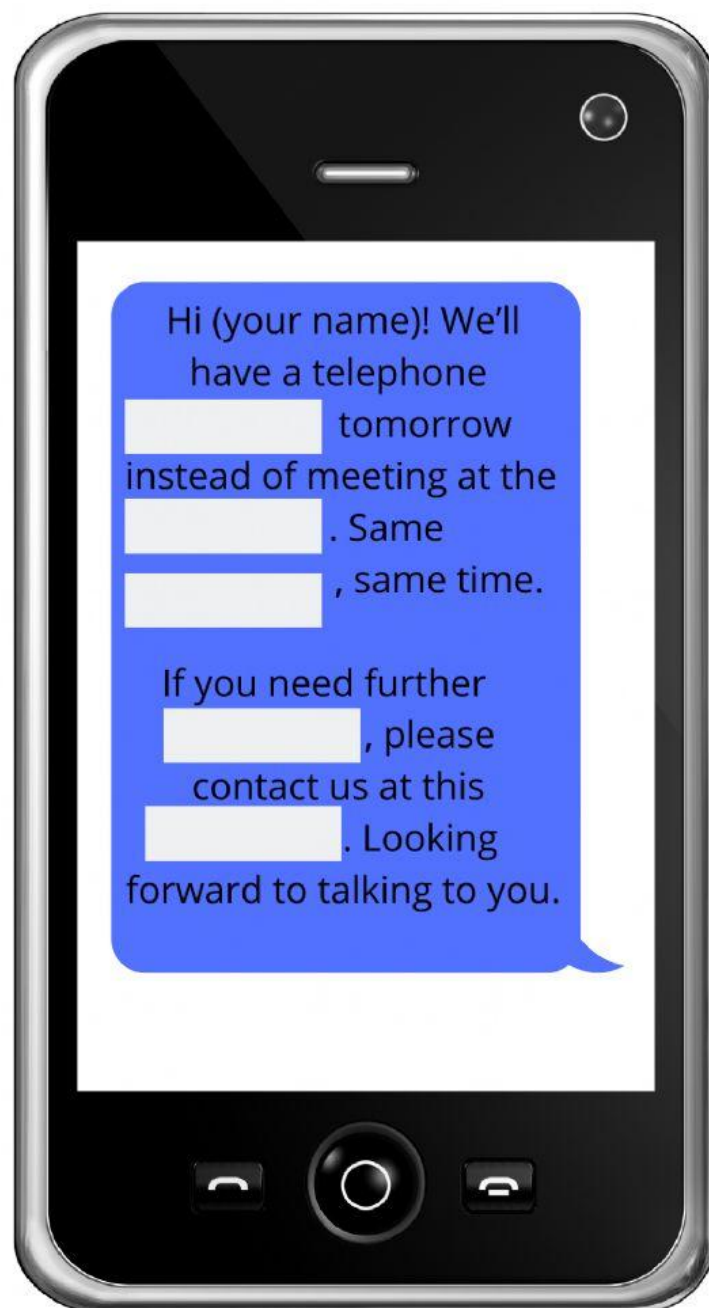 Hi (your name)! We'll
have a telephone
tomorrow
instead of meeting at the
. Same
, same time.
If you need further
, please
contact us at this
. Looking
forward to talking to you.